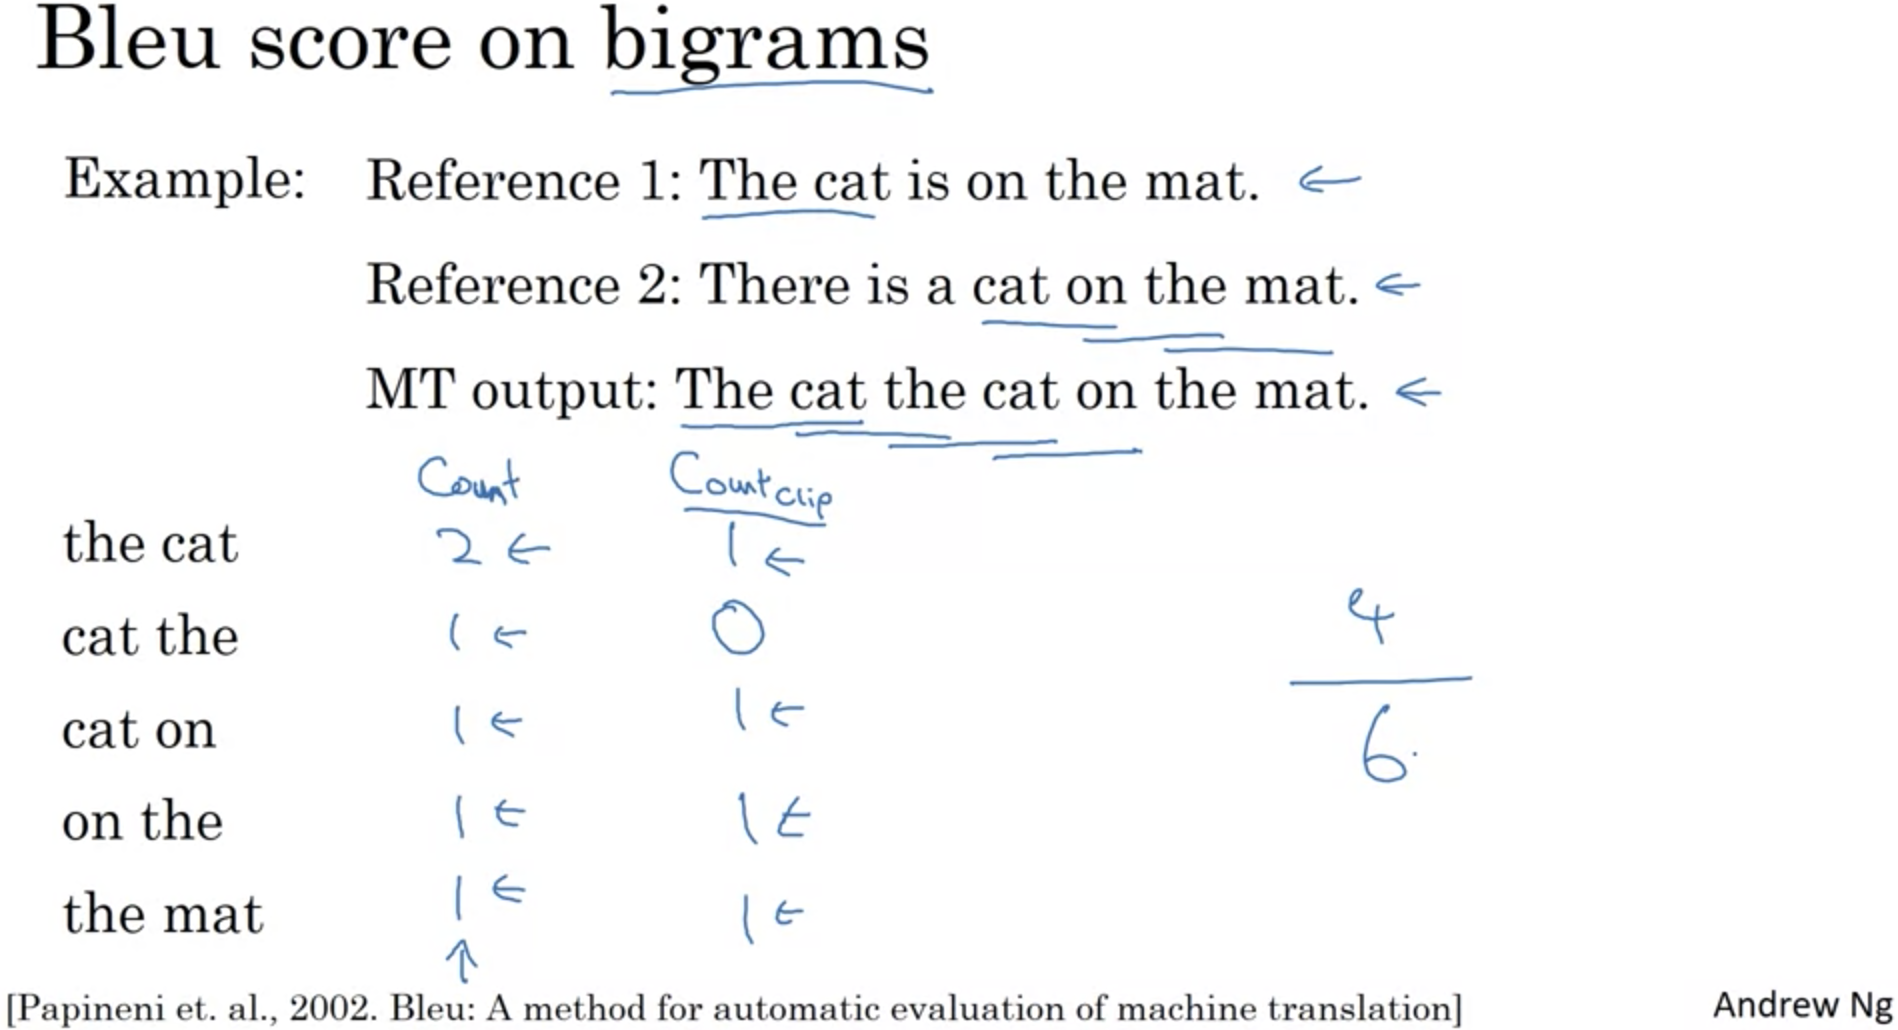 Bleu score on bigrams
Example: Reference 1: The cat is on the mat. ←
Reference 2: There is a cat on the mat. ←
MT output: The cat the cat on the mat. ←
Count Count clip
the cat 2 ← 1 ←
cat the 1 ← 0
cat on 1 ← 1 ←
on the 1 ← 1 ←
the mat 1 ← 1 ←
↑
4
6.
[Papineni et. al., 2002. Bleu: A method for automatic evaluation of machine translation] Andrew Ng